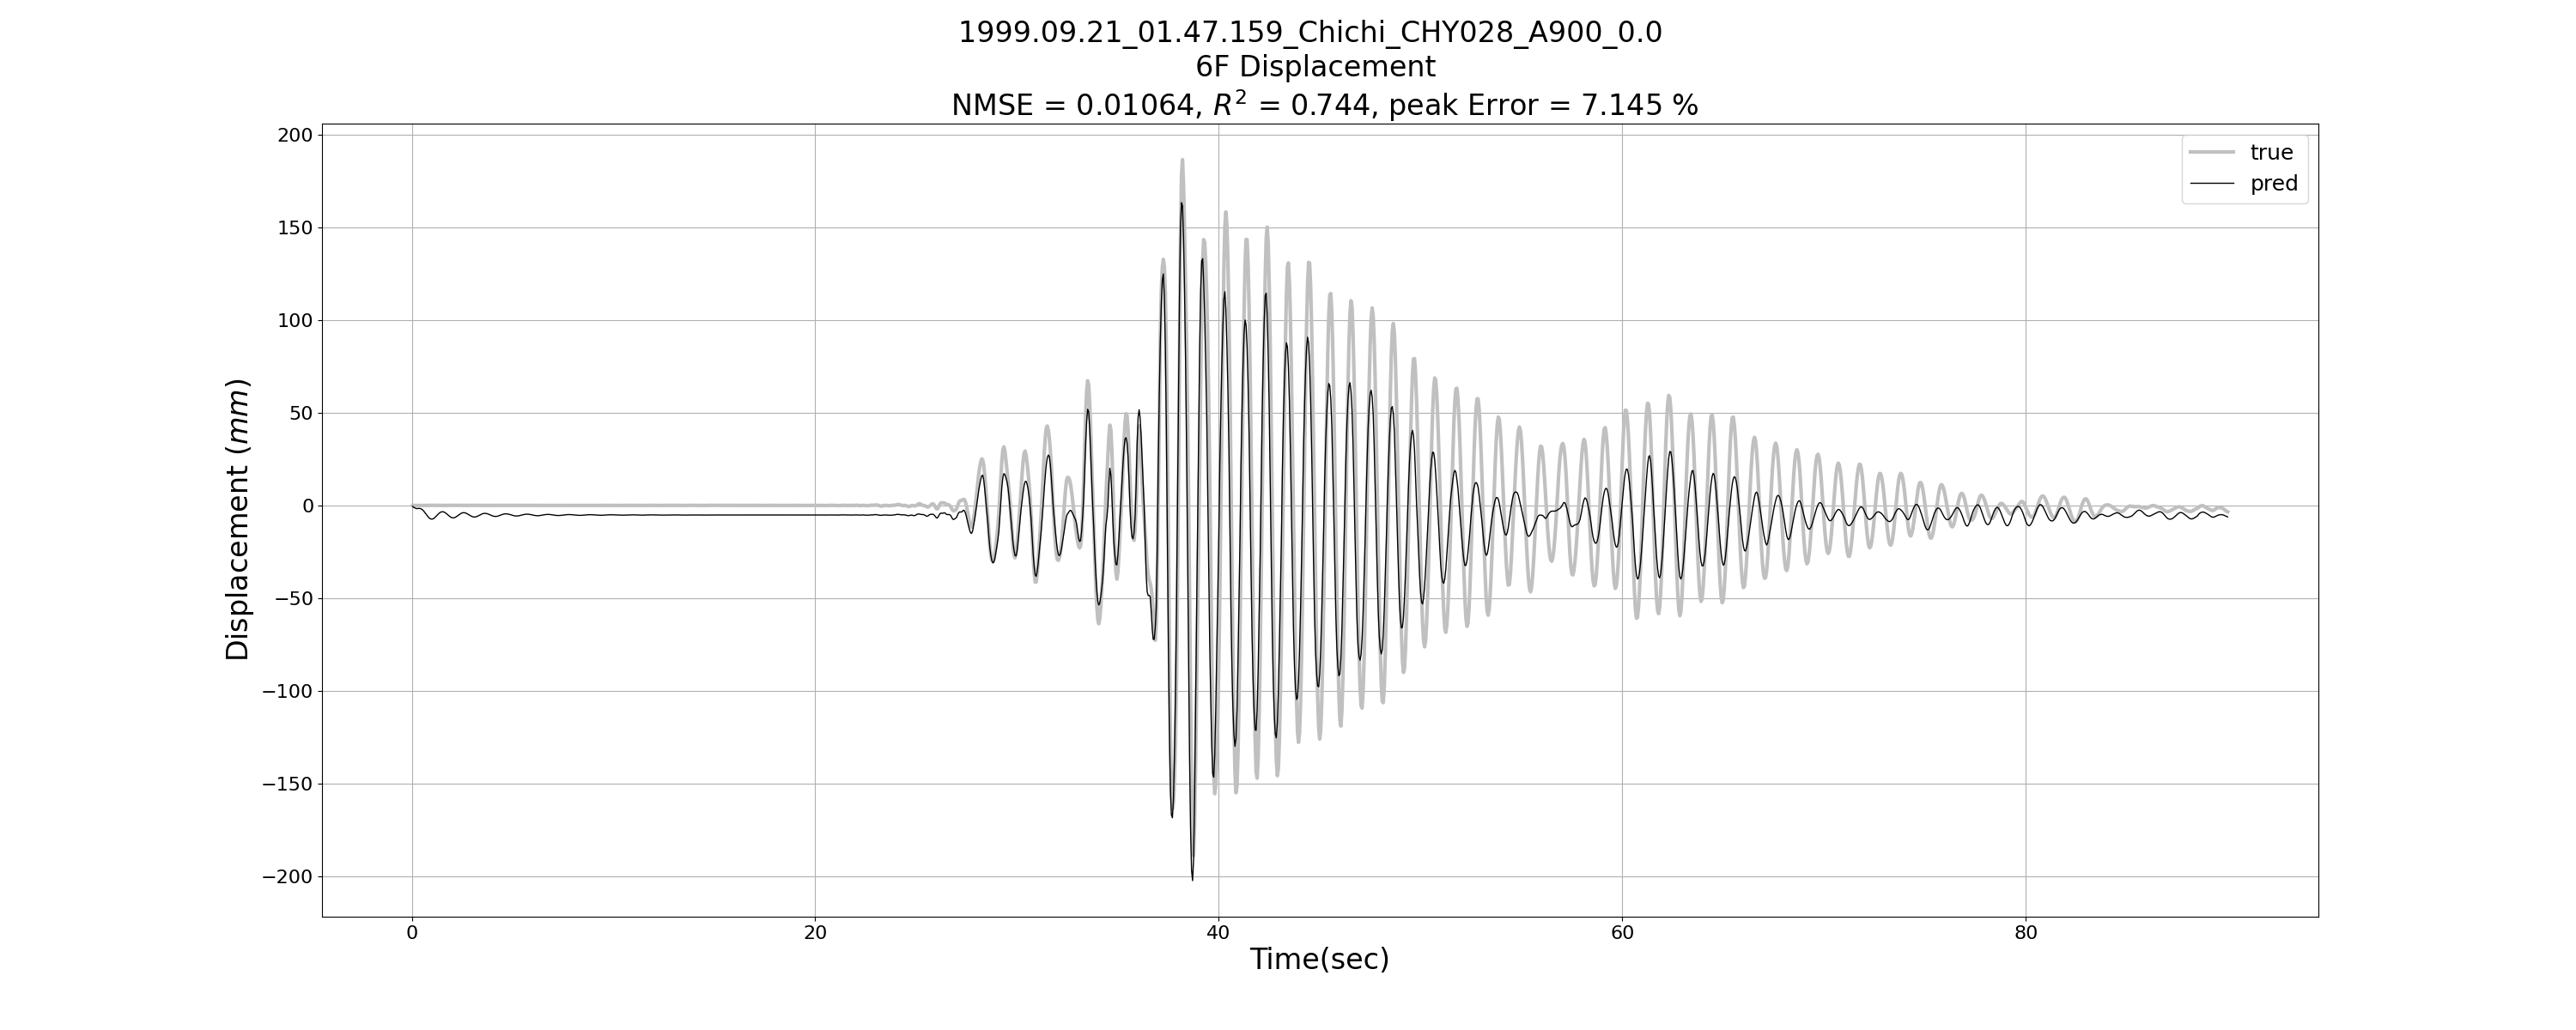 1999.09.21_01.47.159_Chichi_CHY028_A900_0.0
6F Displacement
NMSE = 0.01064, R² = 0.744, peak Error = 7.145 %
true
pred
200
150
100
50
0
−50
−100
−150
−200
Displacement (mm)
0 20 40 60 80
Time(sec)